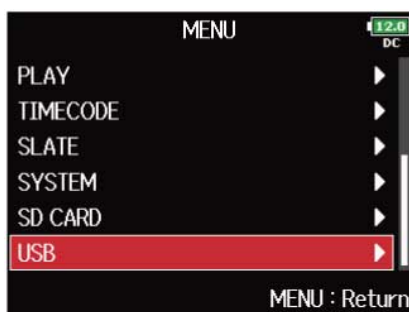 MENU
12.0
DC
PLAY
TIMECODE
SLATE
SYSTEM
SD CARD
USB
MENU : Return